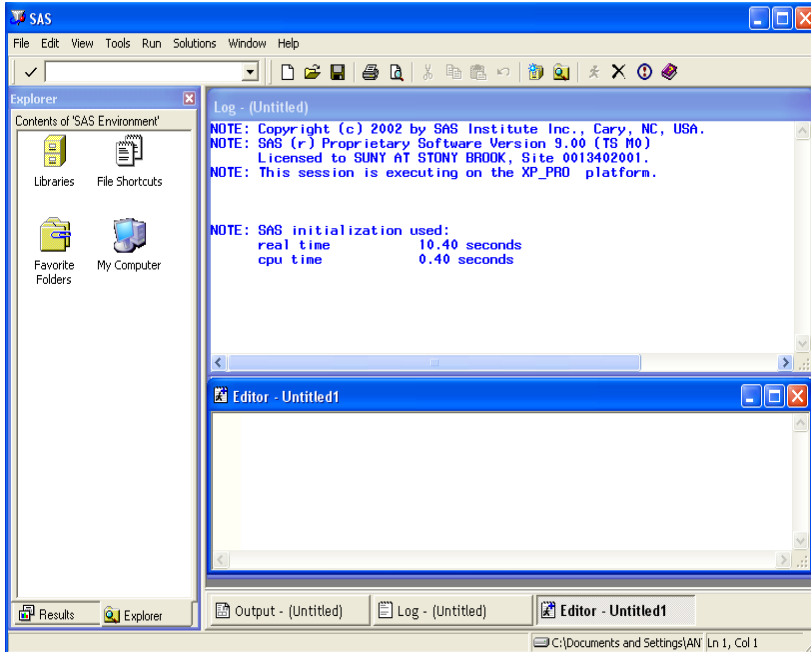 SAS
File Edit View Tools Run Solutions Window Help
Explorer
Contents of 'SAS Environment'
Libraries
File Shortcuts
Favorite Folders
My Computer
Results
Explorer
Log - (Untitled)
NOTE: Copyright (c) 2002 by SAS Institute Inc., Cary, NC, USA.
NOTE: SAS (r) Proprietary Software Version 9.00 (TS M0)
Licensed to SUNY AT STONY BROOK, Site 0013402001.
NOTE: This session is executing on the XP_PRO platform.
NOTE: SAS initialization used:
real time 10.40 seconds
cpu time 0.40 seconds
Editor - Untitled1
Output - (Untitled)
Log - (Untitled)
Editor - Untitled1
C:\Documents and Settings\AN
Ln 1, Col 1